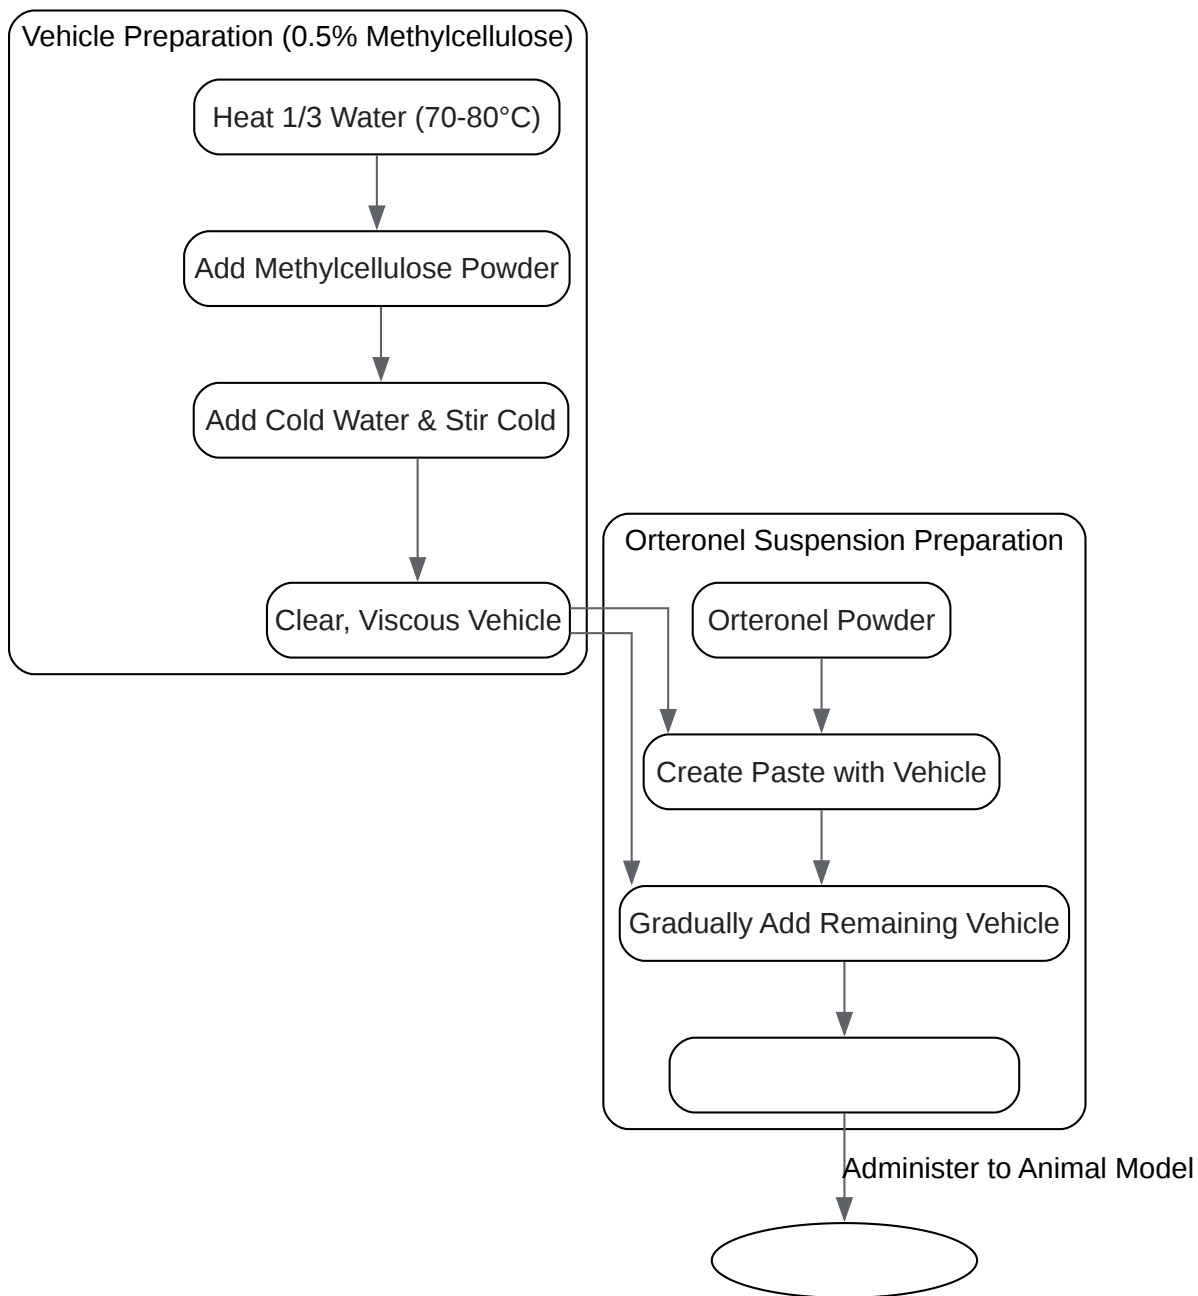 Vehicle Preparation (0.5% Methylcellulose)
Heat 1/3 Water (70-80°C)
Add Methylcellulose Powder
Add Cold Water & Stir Cold
Clear, Viscous Vehicle
Orteronel Suspension Preparation
Orteronel Powder
Create Paste with Vehicle
Gradually Add Remaining Vehicle
Administer to Animal Model